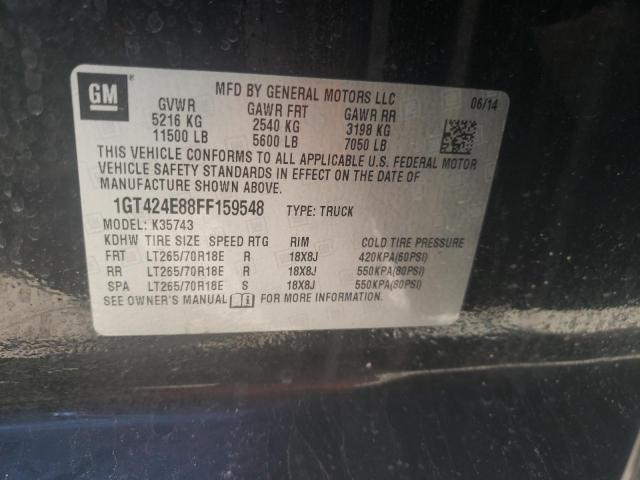 GM
MFD BY GENERAL MOTORS LLC 06/14
GVWR GAWR FRT GAWR RR
5216 KG 2540 KG 3198 KG
11500 LB 5600 LB 7050 LB
THIS VEHICLE CONFORMS TO ALL APPLICABLE U.S. FEDERAL MOTOR
VEHICLE SAFETY STANDARDS IN EFFECT ON THE DATE OF
MANUFACTURE SHOWN ABOVE.
1GT424E88FF159548 TYPE: TRUCK
MODEL: K35743
KDHW TIRE SIZE SPEED RTG RIM COLD TIRE PRESSURE
FRT LT265/70R18E R 18X8J 420KPA(60PSI)
RR LT265/70R18E R 18X8J 550KPA(80PSI)
SPA LT265/70R18E S 18X8J 550KPA(80PSI)
SEE OWNER'S MANUAL FOR MORE INFORMATION